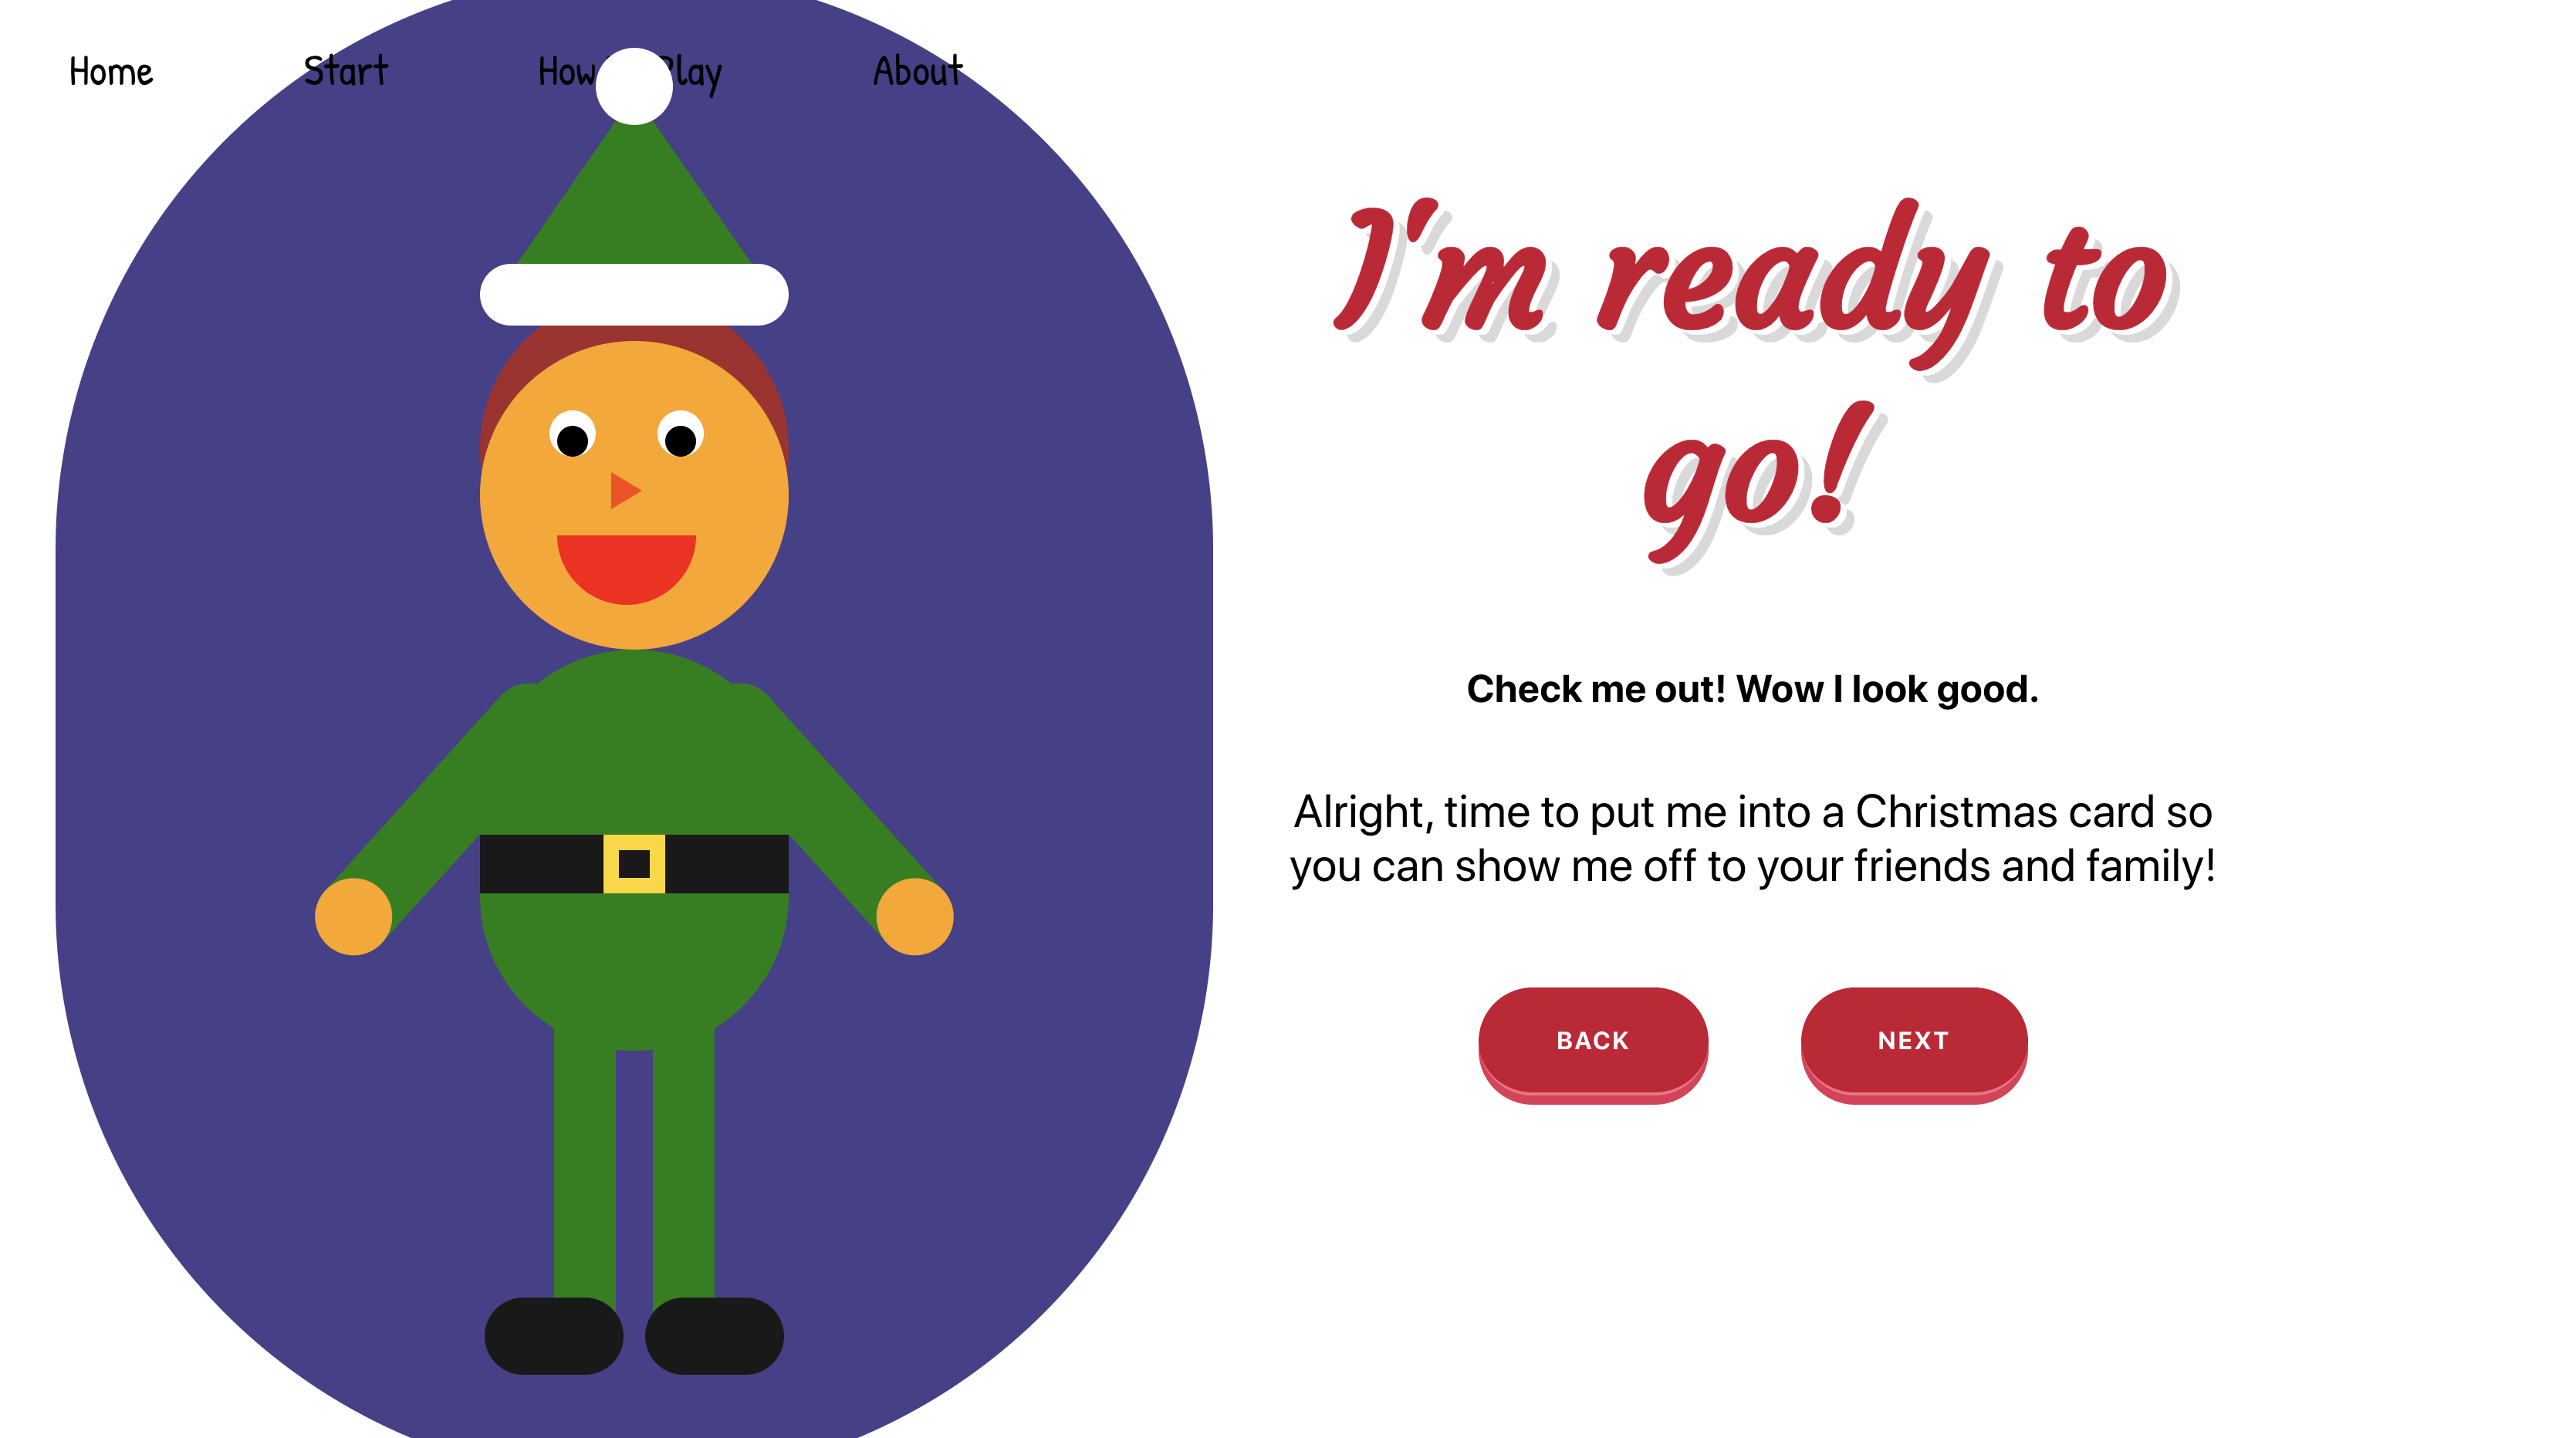 Home Start How Play About
I'm ready to
go!
Check me out! Wow I look good.
Alright, time to put me into a Christmas card so
you can show me off to your friends and family!
BACK NEXT